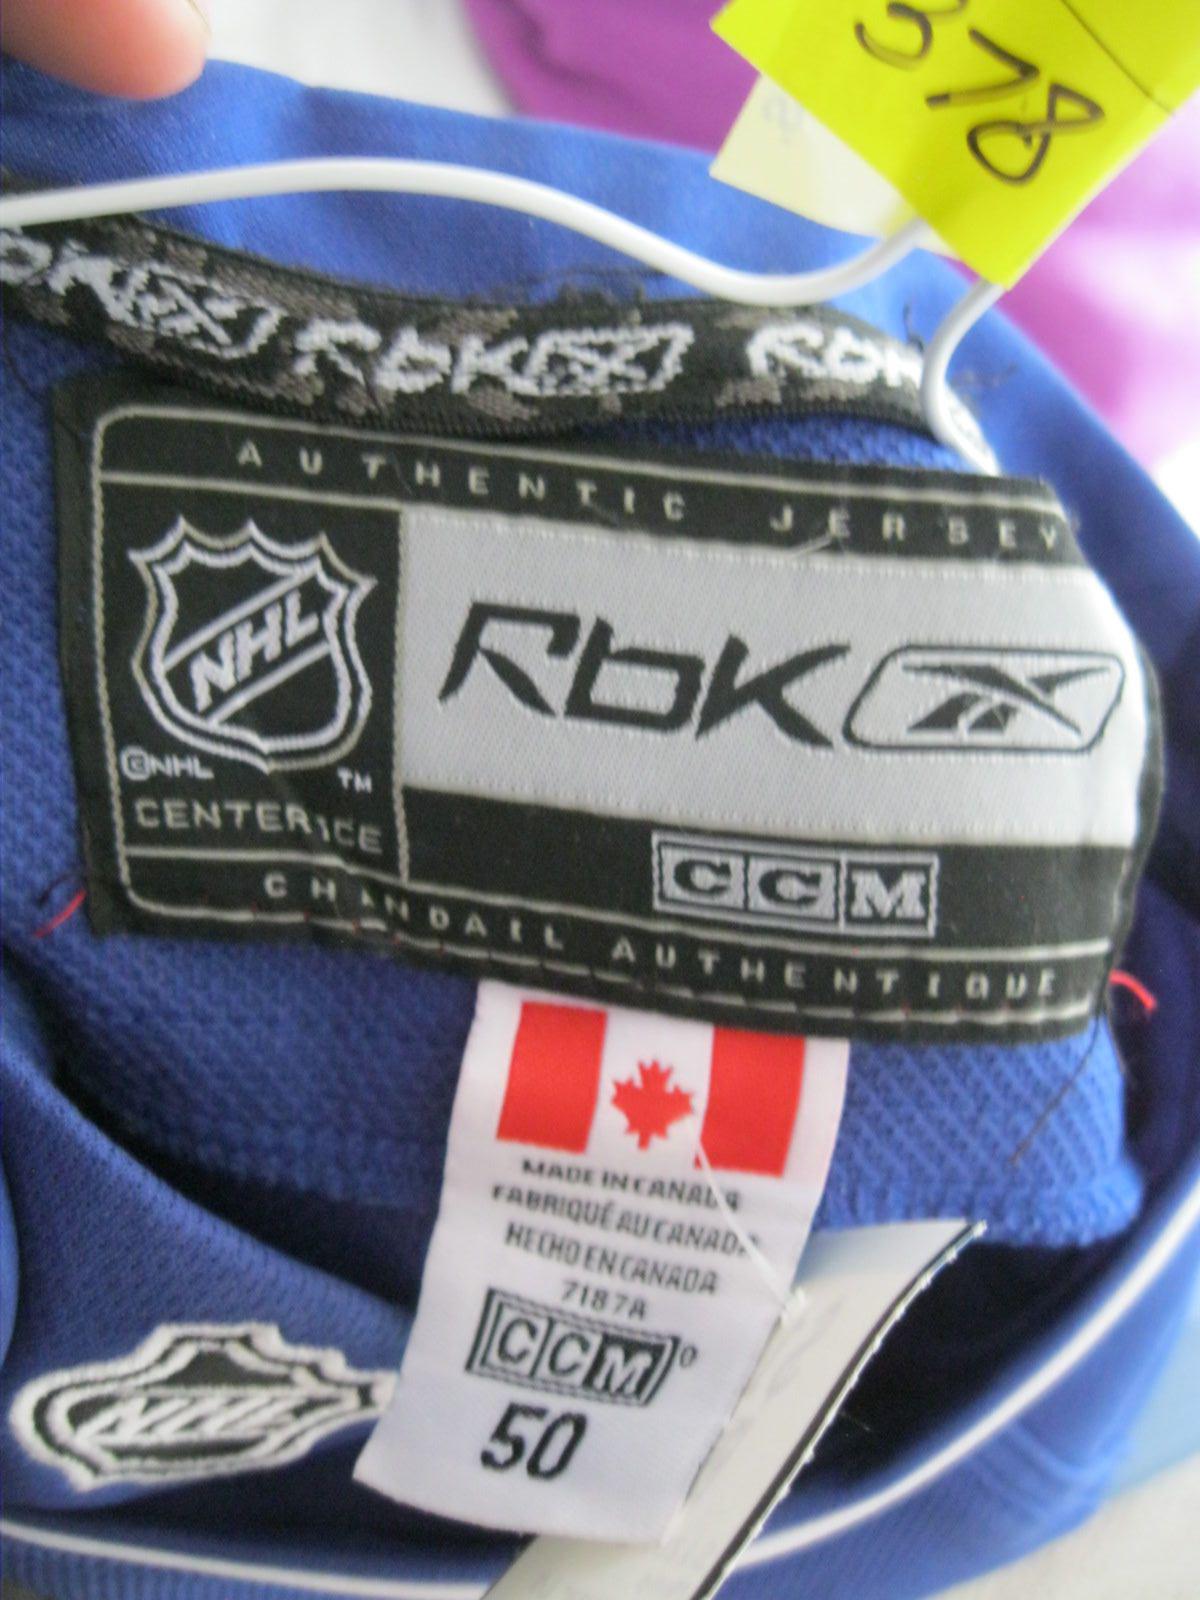 378
RbK RbK
AUTHENTIC JERSEY
NHL
RbK
©NHL
TM
CENTER ICE
CCM
CHANDAIL AUTHENTIQUE
MADE IN CANADA
FABRIQUÉ AU CANADA
HECHO EN CANADA
7187A
CCM
50
NHL